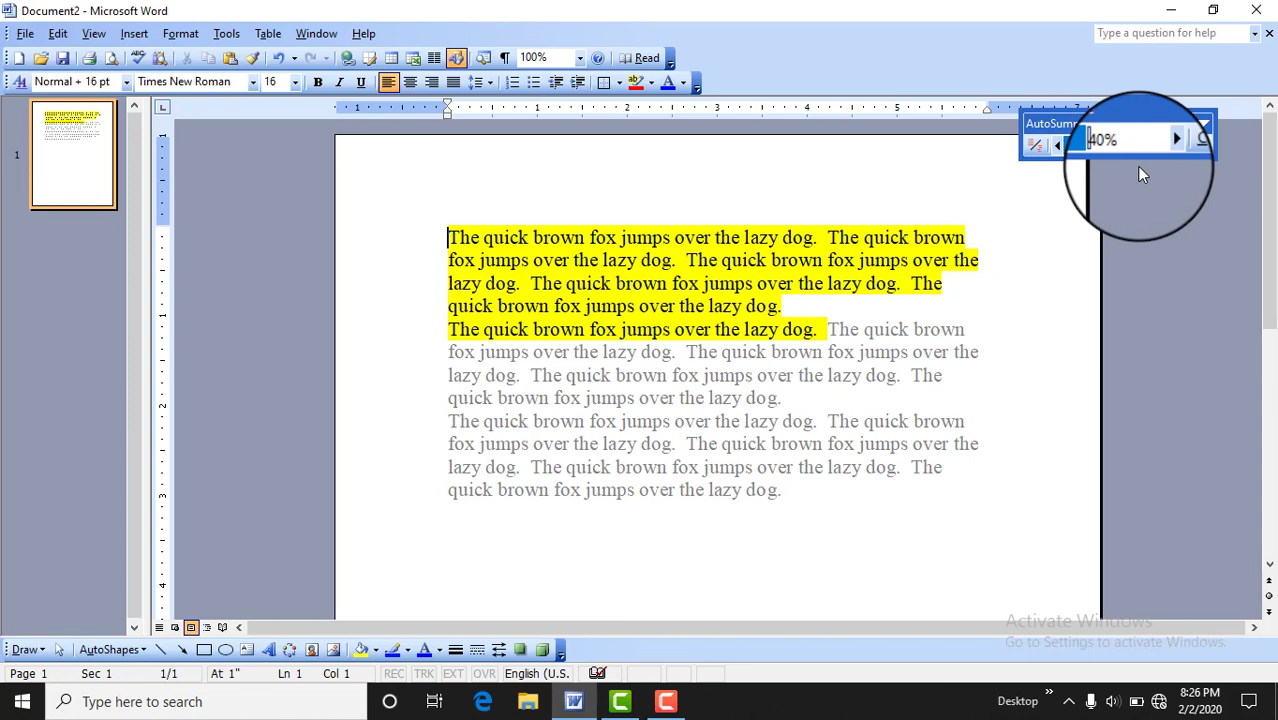 Document2 - Microsoft Word
File Edit View Insert Format Tools Table Window Help
Type a question for help
100%
Read
Normal + 16 pt
Times New Roman
16
B I U
1 1 2 3 4 5 7
AutoSumm
40%
1
The quick brown fox jumps over the lazy dog.  The quick brown
fox jumps over the lazy dog.  The quick brown fox jumps over the
lazy dog.  The quick brown fox jumps over the lazy dog.  The
quick brown fox jumps over the lazy dog.
The quick brown fox jumps over the lazy dog.  The quick brown
fox jumps over the lazy dog.  The quick brown fox jumps over the
lazy dog.  The quick brown fox jumps over the lazy dog.  The
quick brown fox jumps over the lazy dog.
The quick brown fox jumps over the lazy dog.  The quick brown
fox jumps over the lazy dog.  The quick brown fox jumps over the
lazy dog.  The quick brown fox jumps over the lazy dog.  The
quick brown fox jumps over the lazy dog.
Activate Windows
Go to Settings to activate Windows.
Draw AutoShapes
Page 1 Sec 1 1/1 At 1" Ln 1 Col 1 REC TRK EXT OVR English (U.S.
Type here to search
Desktop
8:26 PM
2/2/2020